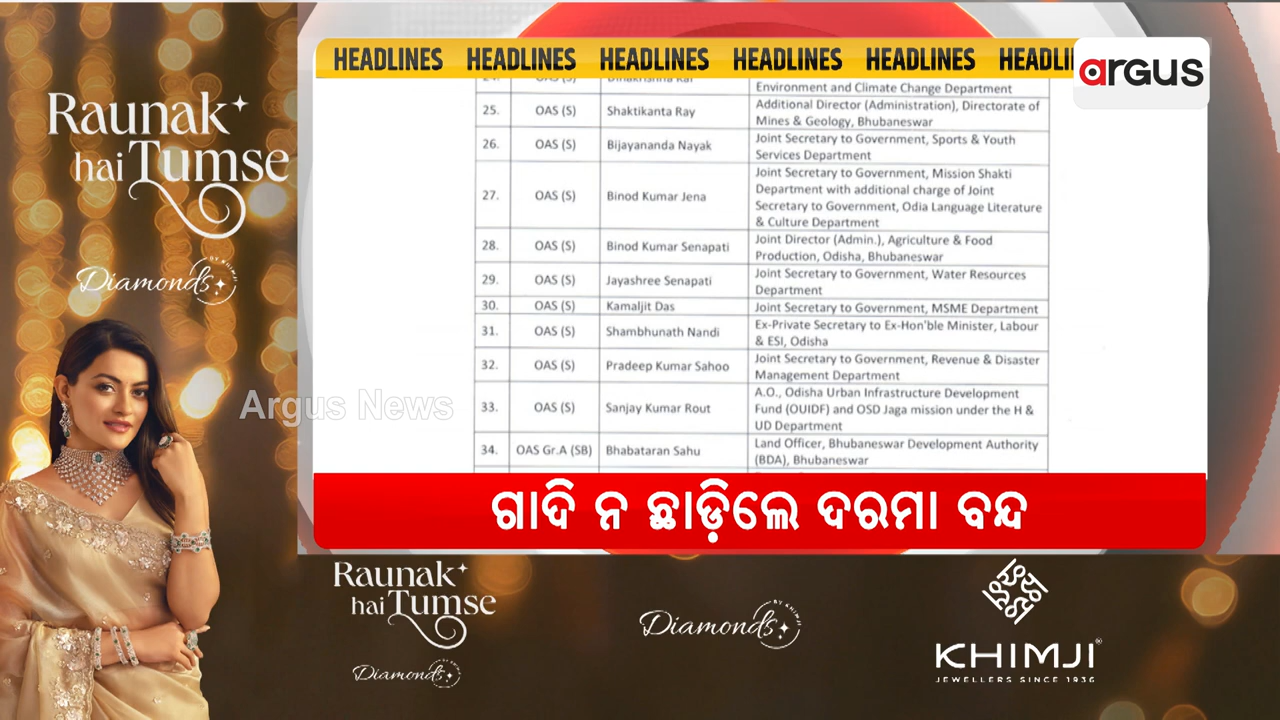 HEADLINES HEADLINES HEADLINES HEADLINES HEADLINES
argus
Raunak
hai Tumse
Diamonds
BY KHIMJI
Environment and Climate Change Department
25. OAS (S) Shaktikanta Ray Additional Director (Administration), Directorate of
Mines & Geology, Bhubaneswar
26. OAS (S) Bijayananda Nayak Joint Secretary to Government, Sports & Youth
Services Department
Joint Secretary to Government, Mission Shakti
Department with additional charge of Joint
27. OAS (S) Binod Kumar Jena Secretary to Government, Odia Language Literature
& Culture Department
28. OAS (S) Binod Kumar Senapati Joint Director (Admin.), Agriculture & Food
Production, Odisha, Bhubaneswar
29. OAS (S) Jayashree Senapati Joint Secretary to Government, Water Resources
Department
30. OAS (S) Kamaljit Das Joint Secretary to Government, MSME Department
31. OAS (S) Shambhunath Nandi Ex-Private Secretary to Ex-Hon'ble Minister, Labour
& ESI, Odisha
32. OAS (S) Pradeep Kumar Sahoo Joint Secretary to Government, Revenue & Disaster
Management Department
A.O., Odisha Urban Infrastructure Development
33. OAS (S) Sanjay Kumar Rout Fund (OUIDF) and OSD Jaga mission under the H &
UD Department
34. OAS Gr.A (SB) Bhabataran Sahu Land Officer, Bhubaneswar Development Authority
(BDA), Bhubaneswar
Argus News
ଗାଦି ନ ଛାଡ଼ିଲେ ଦରମା ବନ୍ଦ
Raunak
hai Tumse
Diamonds
Diamonds
BY KHIMJI
KHIMJI
JEWELLERS SINCE 1936